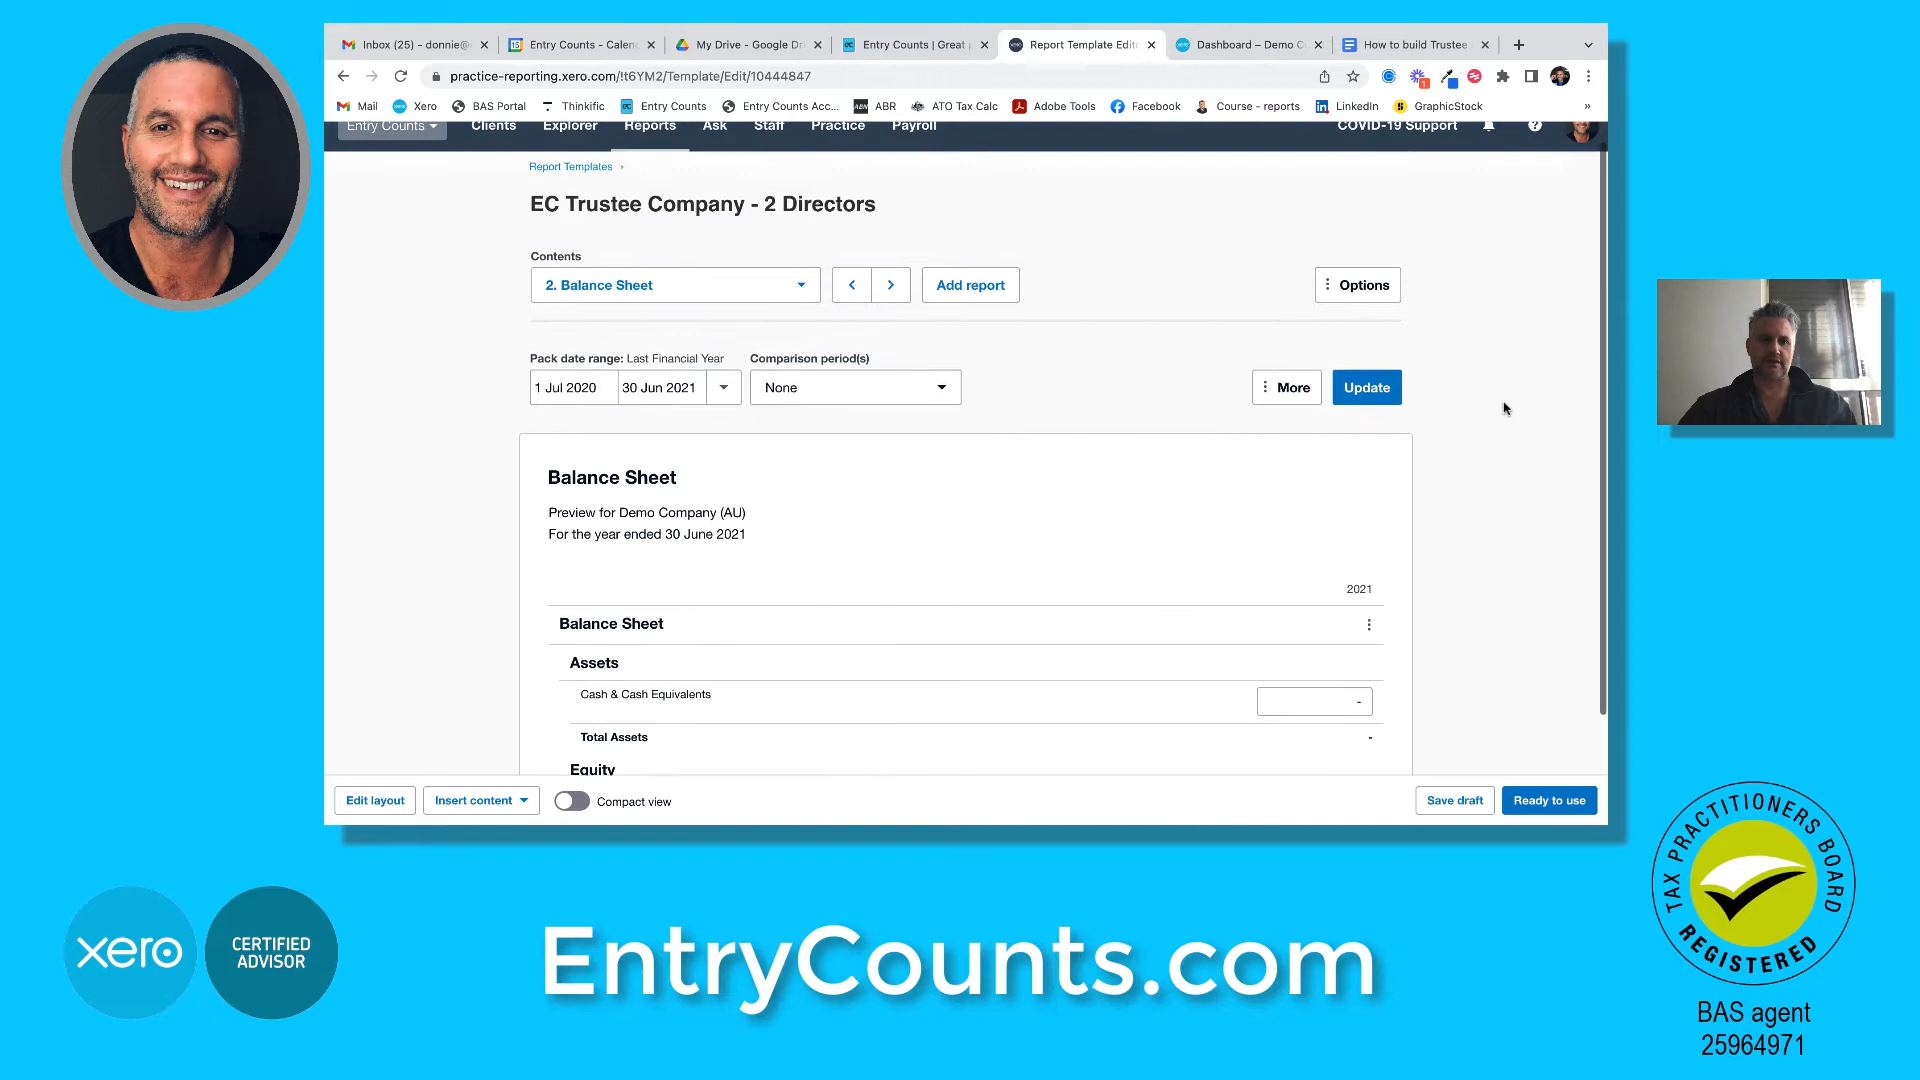 Inbox (25) - donnie@
Entry Counts - Calen
My Drive - Google Dri
Entry Counts | Great
Report Template Edit
Dashboard – Demo C
How to build Trustee
practice-reporting.xero.com/!t6YM2/Template/Edit/10444847
Mail
Xero
BAS Portal
Thinkific
Entry Counts
Entry Counts Acc...
ABR
ATO Tax Calc
Adobe Tools
Facebook
Course - reports
LinkedIn
GraphicStock
»
Entry Counts
Clients
Explorer
Reports
Ask
Staff
Practice
Payroll
COVID-19 Support
Report Templates ›
EC Trustee Company - 2 Directors
Contents
2. Balance Sheet
Add report
Options
Pack date range: Last Financial Year
Comparison period(s)
1 Jul 2020
30 Jun 2021
None
More
Update
Balance Sheet
Preview for Demo Company (AU)
For the year ended 30 June 2021
2021
Balance Sheet
Assets
Cash & Cash Equivalents
-
Total Assets
-
Equity
Edit layout
Insert content
Compact view
Save draft
Ready to use
xero
CERTIFIED
ADVISOR
EntryCounts.com
TAX PRACTITIONERS BOARD
REGISTERED
BAS agent
25964971